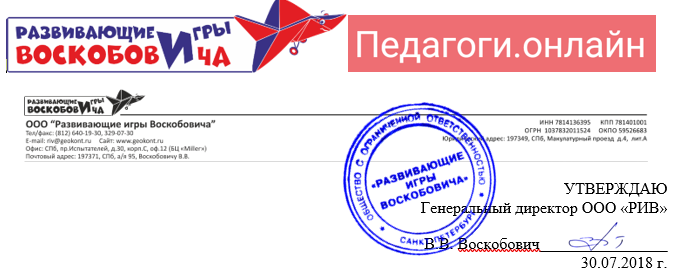 РАЗВИВАЮЩИЕ ИГРЫ
ВОСКОБОВИЧА
Педагоги.онлайн
РАЗВИВАЮЩИЕ ИГРЫ
ВОСКОБОВИЧА
ООО "Развивающие игры Воскобовича"
Тел/факс: (812) 640-19-30, 329-07-30
E-mail: riv@geokont.ru Сайт: www.geokont.ru
Офис: СПб, пр.Испытателей, д.30, корп.С, оф.12 (БЦ «Miller»)
Почтовый адрес: 197371, СПб, а/я 95, Воскобовичу В.В.
ИНН 7814136395 КПП 781401001
ОГРН 1037832011524 ОКПО 59526683
Юридический адрес: 197349, СПб, Макулатурный проезд, д.4, лит.А
ОБЩЕСТВО С ОГРАНИЧЕННОЙ ОТВЕТСТВЕННОСТЬЮ
«РАЗВИВАЮЩИЕ
ИГРЫ
ВОСКОБОВИЧА»
САНКТ-ПЕТЕРБУРГ
УТВЕРЖДАЮ
Генеральный директор ООО «РИВ»
В.В. Воскобович
30.07.2018 г.